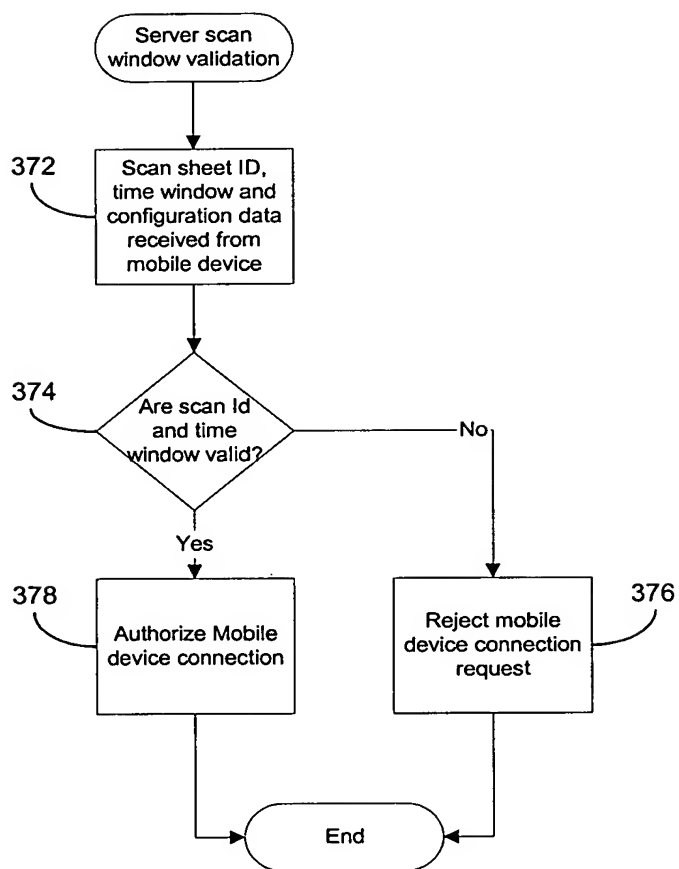 Server scan
window validation
372
Scan sheet ID,
time window and
configuration data
received from
mobile device
374
Are scan Id
and time
window valid?
No
Yes
378
Authorize Mobile
device connection
Reject mobile
device connection
request
376
End